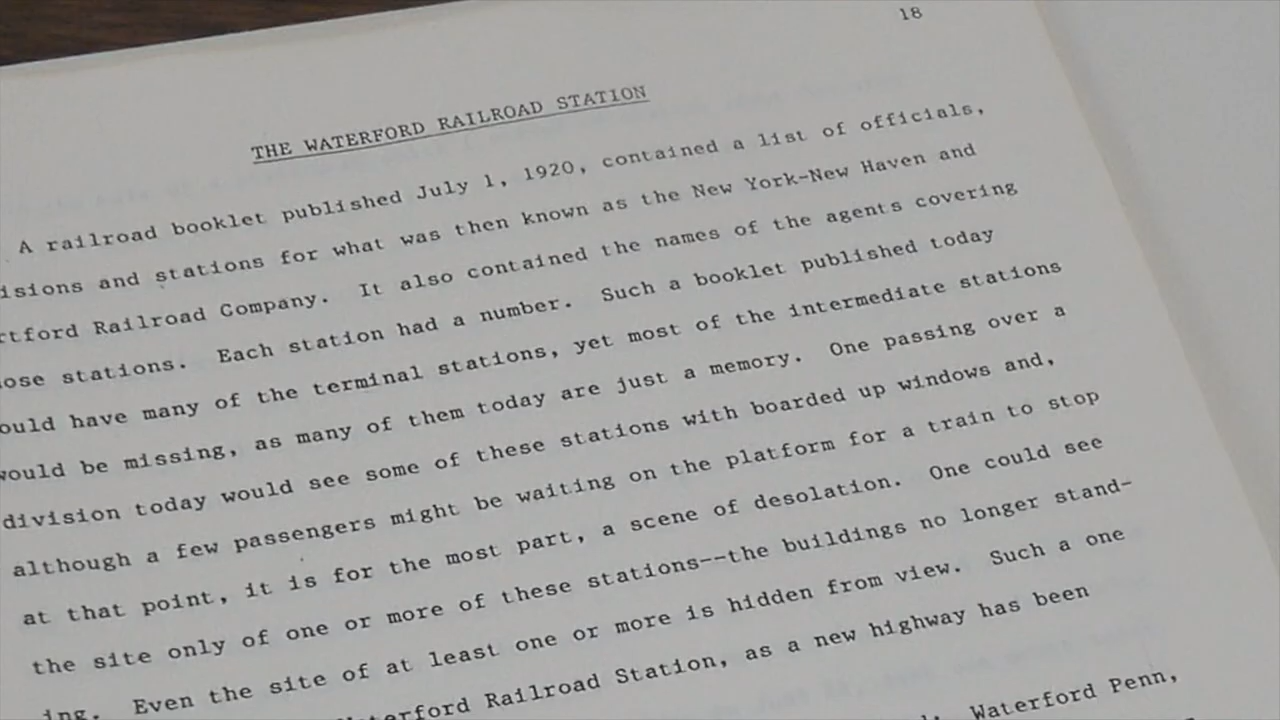 18
THE WATERFORD RAILROAD STATION
A railroad booklet published July 1, 1920, contained a list of officials,
isions and stations for what was then known as the New York-New Haven and
rtford Railroad Company. It also contained the names of the agents covering
ose stations. Each station had a number. Such a booklet published today
ould have many of the terminal stations, yet most of the intermediate stations
would be missing, as many of them today are just a memory. One passing over a
division today would see some of these stations with boarded up windows and,
although a few passengers might be waiting on the platform for a train to stop
at that point, it is for the most part, a scene of desolation. One could see
the site only of one or more of these stations--the buildings no longer stand-
ing. Even the site of at least one or more is hidden from view. Such a one
aterford Railroad Station, as a new highway has been
Waterford Penn,